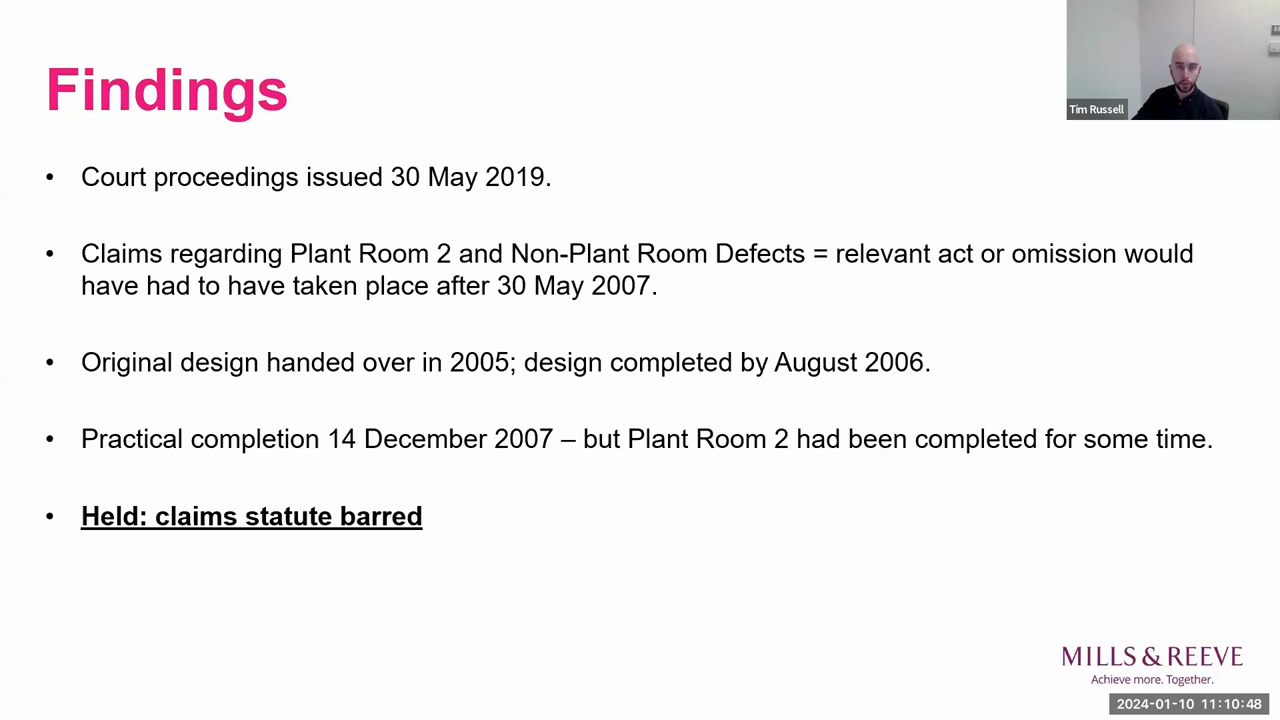 Findings
Tim Russell
• Court proceedings issued 30 May 2019.
• Claims regarding Plant Room 2 and Non-Plant Room Defects = relevant act or omission would
have had to have taken place after 30 May 2007.
• Original design handed over in 2005; design completed by August 2006.
• Practical completion 14 December 2007 – but Plant Room 2 had been completed for some time.
• Held: claims statute barred
MILLS & REEVE
Achieve more. Together.
2024-01-10 11:10:48